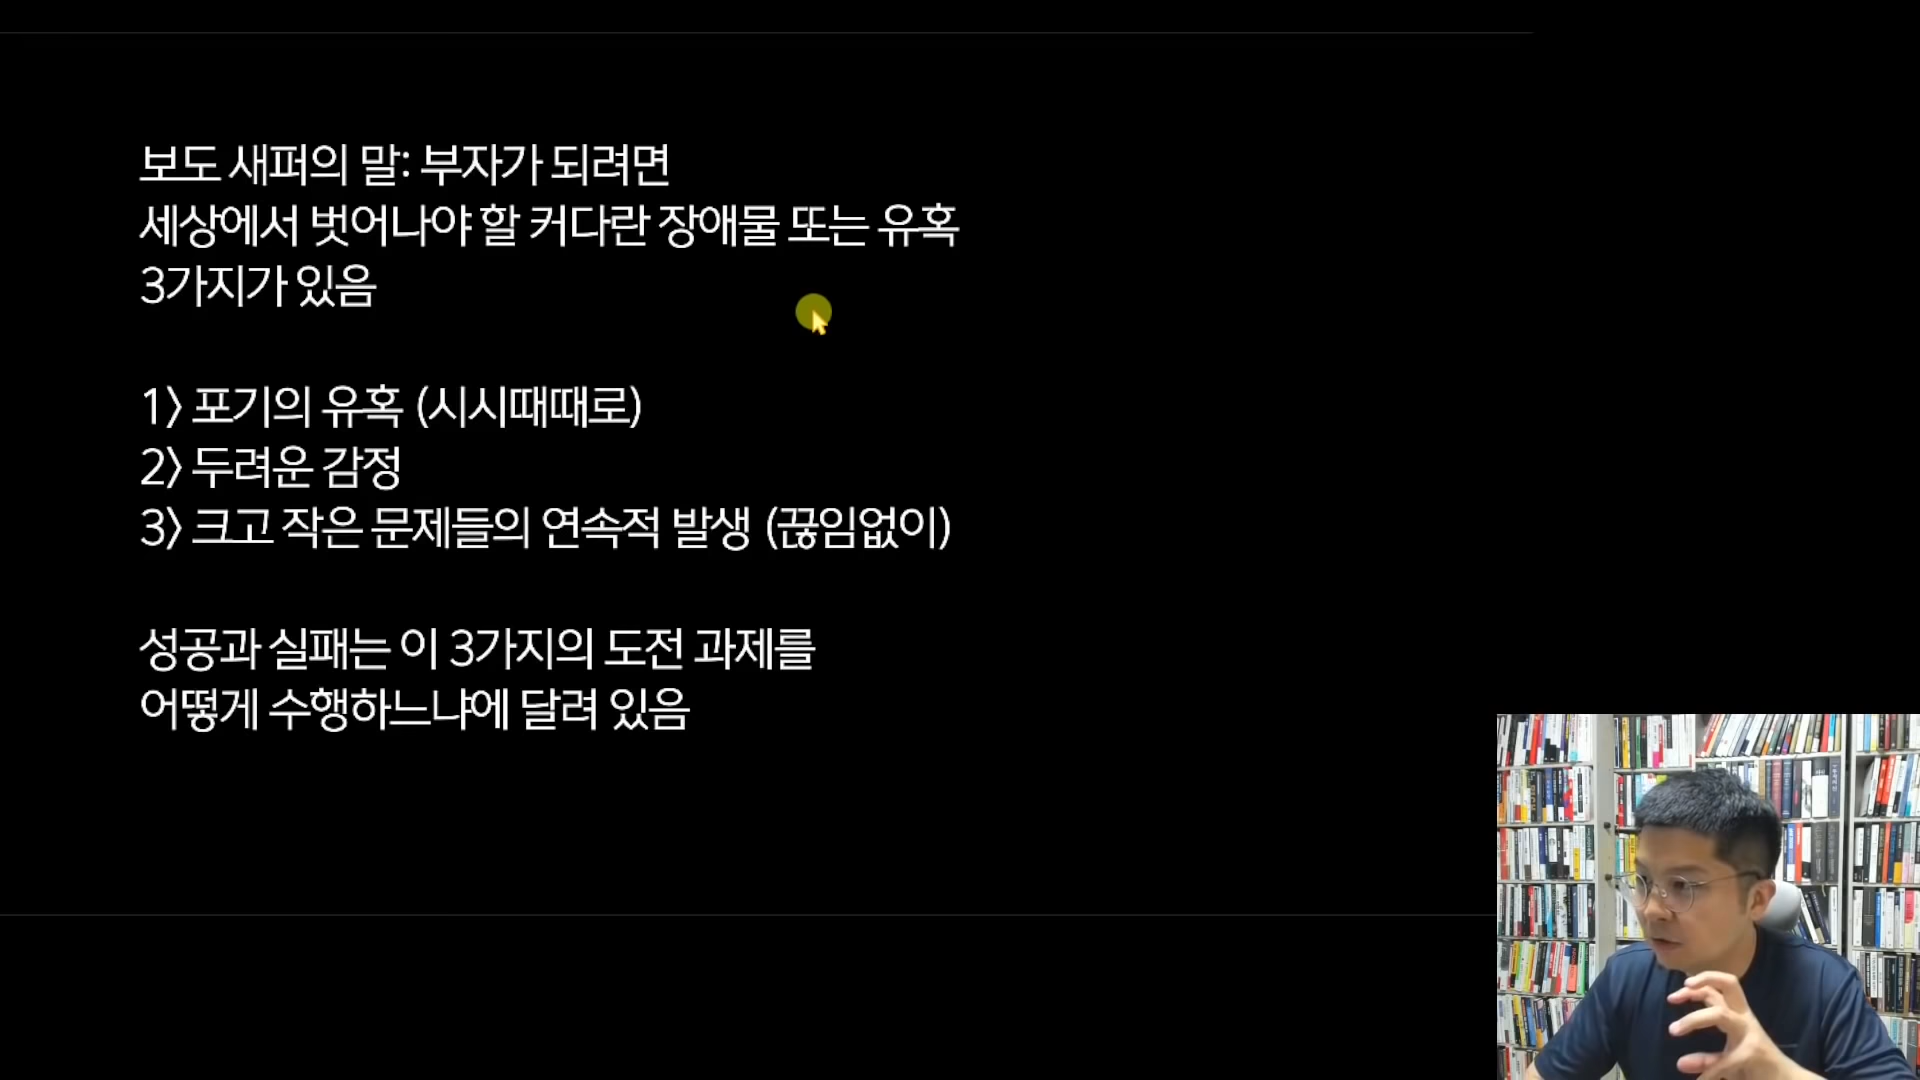 보도 섀퍼의 말: 부자가 되려면
세상에서 벗어나야 할 커다란 장애물 또는 유혹
3가지가 있음
1> 포기의 유혹 (시시때때로)
2> 두려운 감정
3> 크고 작은 문제들의 연속적 발생 (끊임없이)
성공과 실패는 이 3가지의 도전 과제를
어떻게 수행하느냐에 달려 있음